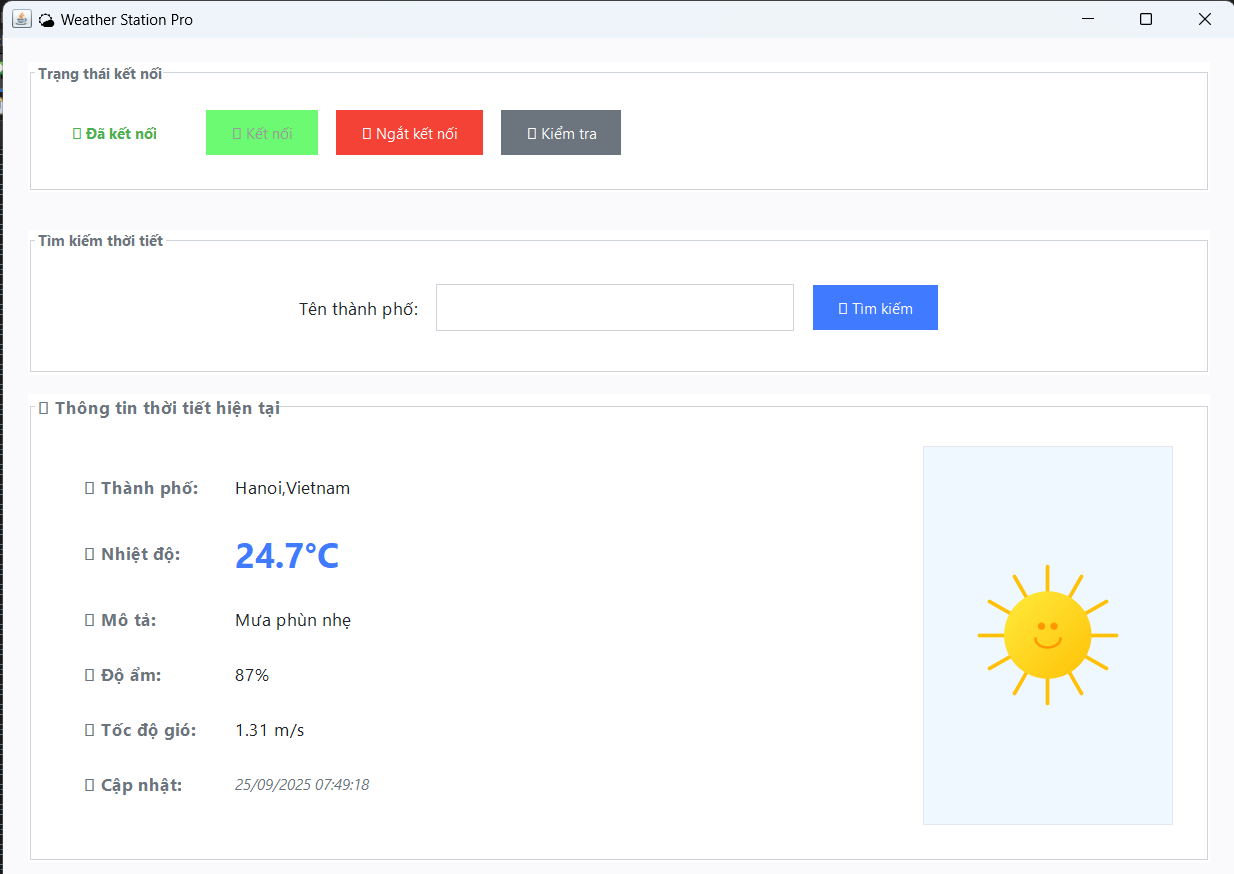 Weather Station Pro
Trạng thái kết nối
Đã kết nối
Kết nối
Ngắt kết nối
Kiểm tra
Tìm kiếm thời tiết
Tên thành phố:
Tìm kiếm
Thông tin thời tiết hiện tại
Thành phố: Hanoi,Vietnam
Nhiệt độ: 24.7°C
Mô tả: Mưa phùn nhẹ
Độ ẩm: 87%
Tốc độ gió: 1.31 m/s
Cập nhật: 25/09/2025 07:49:18